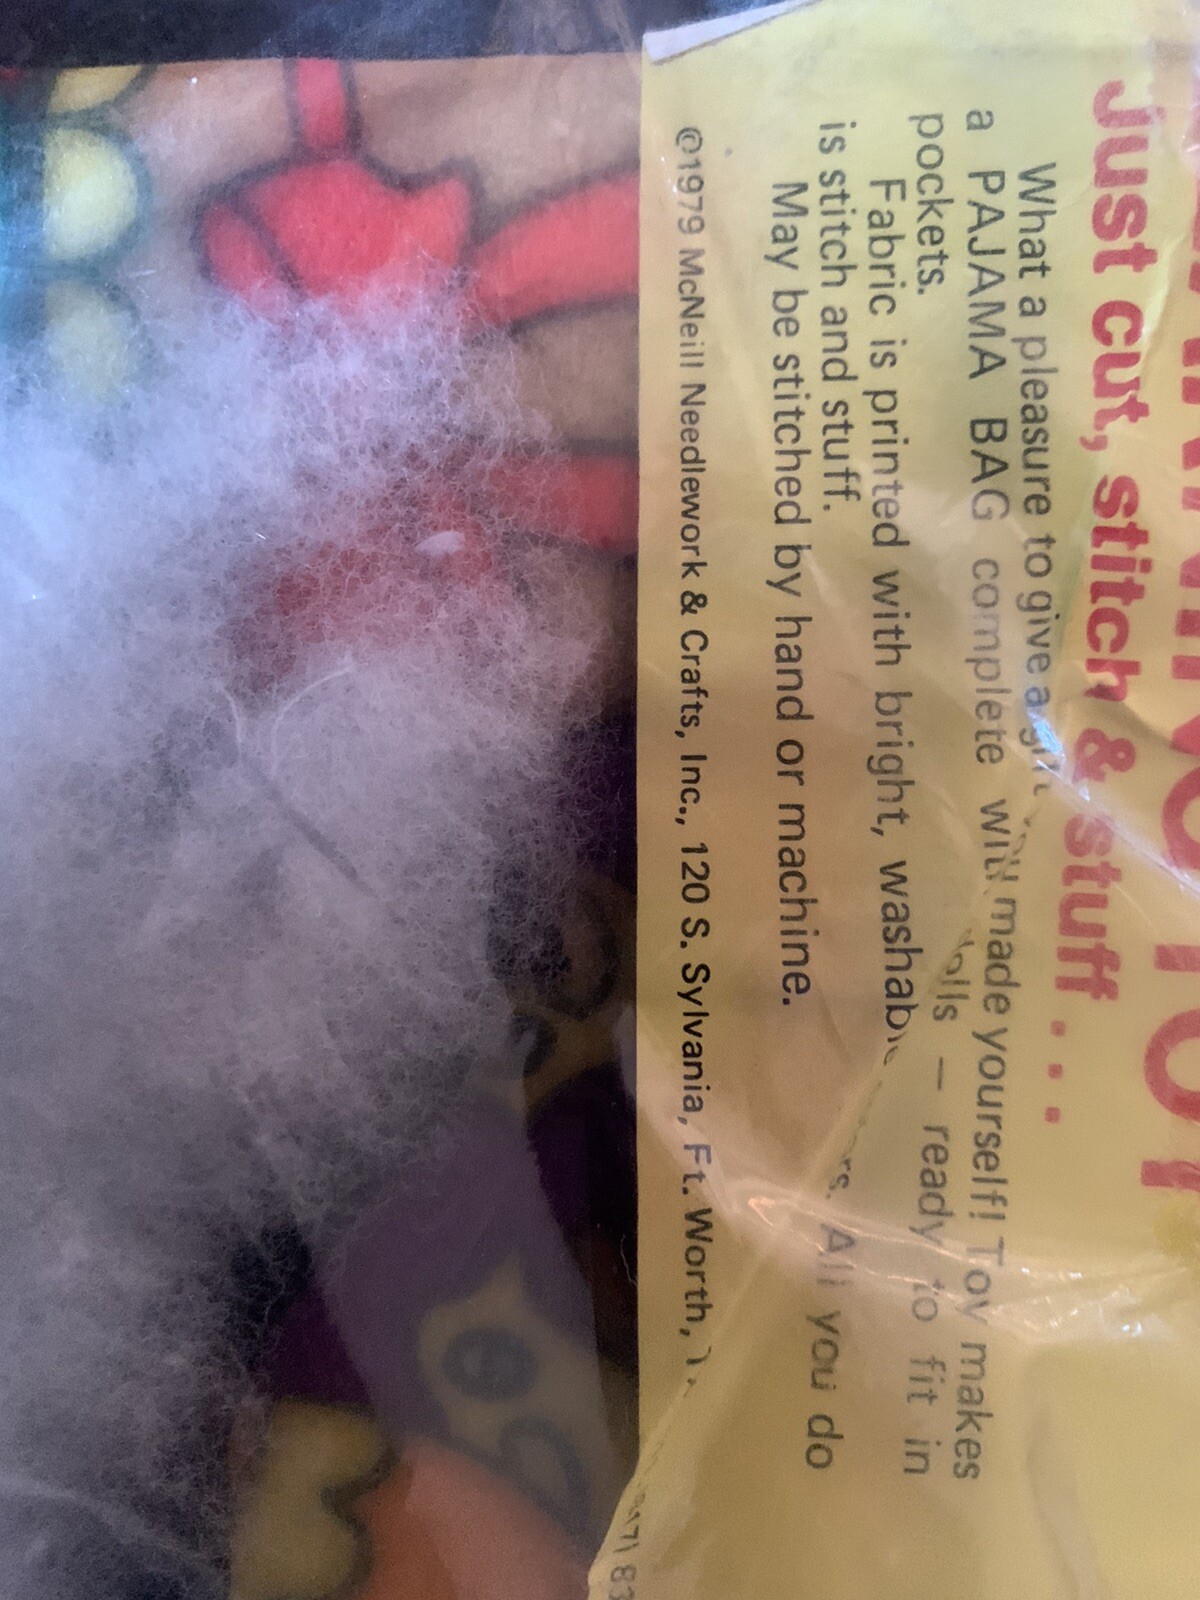 Just cut, stitch & stuff . . .
What a pleasure to give a
a PAJAMA BAG complete with made yourself! Toy makes
pockets. dolls — ready to fit in
Fabric is printed with bright, washable
is stitch and stuff. All you do
May be stitched by hand or machine.
©1979 McNeill Needlework & Crafts, Inc., 120 S. Sylvania, Ft. Worth,